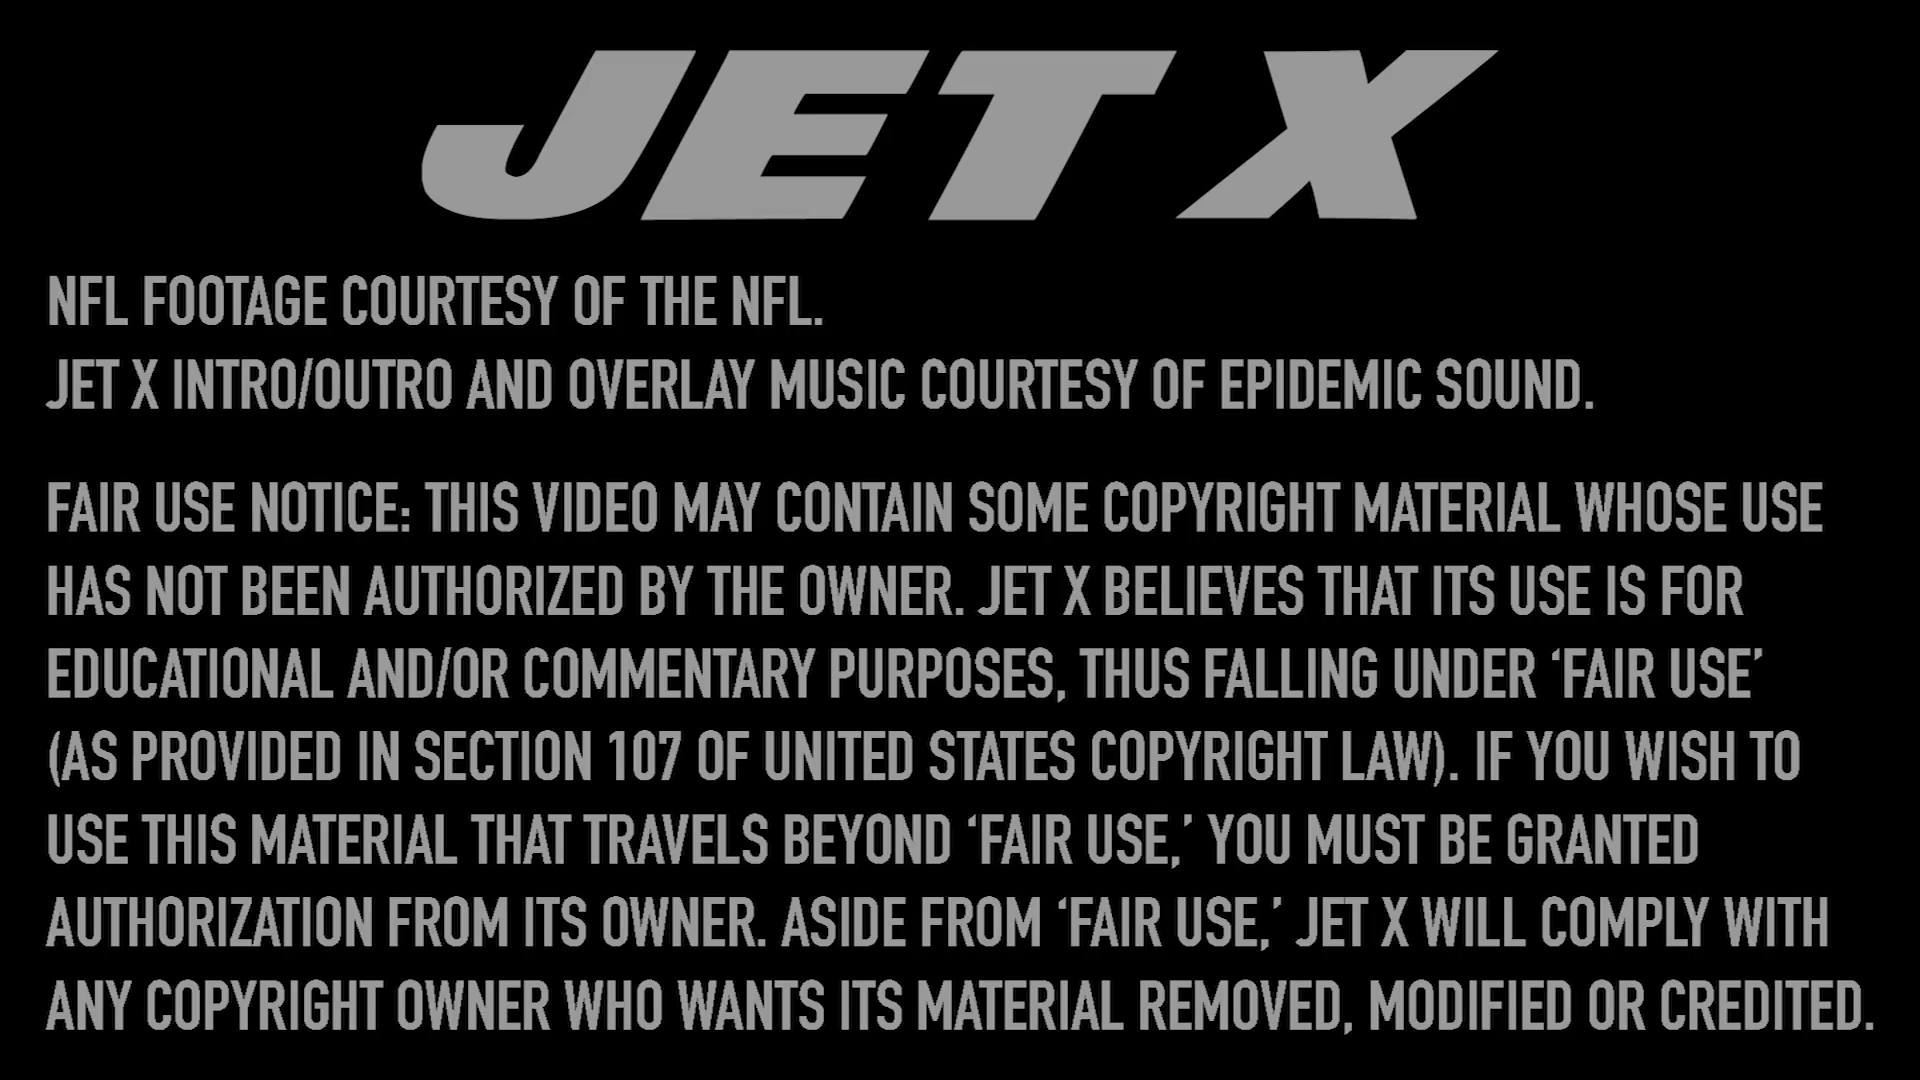 JET X
NFL FOOTAGE COURTESY OF THE NFL.
JET X INTRO/OUTRO AND OVERLAY MUSIC COURTESY OF EPIDEMIC SOUND.
FAIR USE NOTICE: THIS VIDEO MAY CONTAIN SOME COPYRIGHT MATERIAL WHOSE USE
HAS NOT BEEN AUTHORIZED BY THE OWNER. JET X BELIEVES THAT ITS USE IS FOR
EDUCATIONAL AND/OR COMMENTARY PURPOSES, THUS FALLING UNDER ‘FAIR USE’
(AS PROVIDED IN SECTION 107 OF UNITED STATES COPYRIGHT LAW). IF YOU WISH TO
USE THIS MATERIAL THAT TRAVELS BEYOND ‘FAIR USE,’ YOU MUST BE GRANTED
AUTHORIZATION FROM ITS OWNER. ASIDE FROM ‘FAIR USE,’ JET X WILL COMPLY WITH
ANY COPYRIGHT OWNER WHO WANTS ITS MATERIAL REMOVED, MODIFIED OR CREDITED.